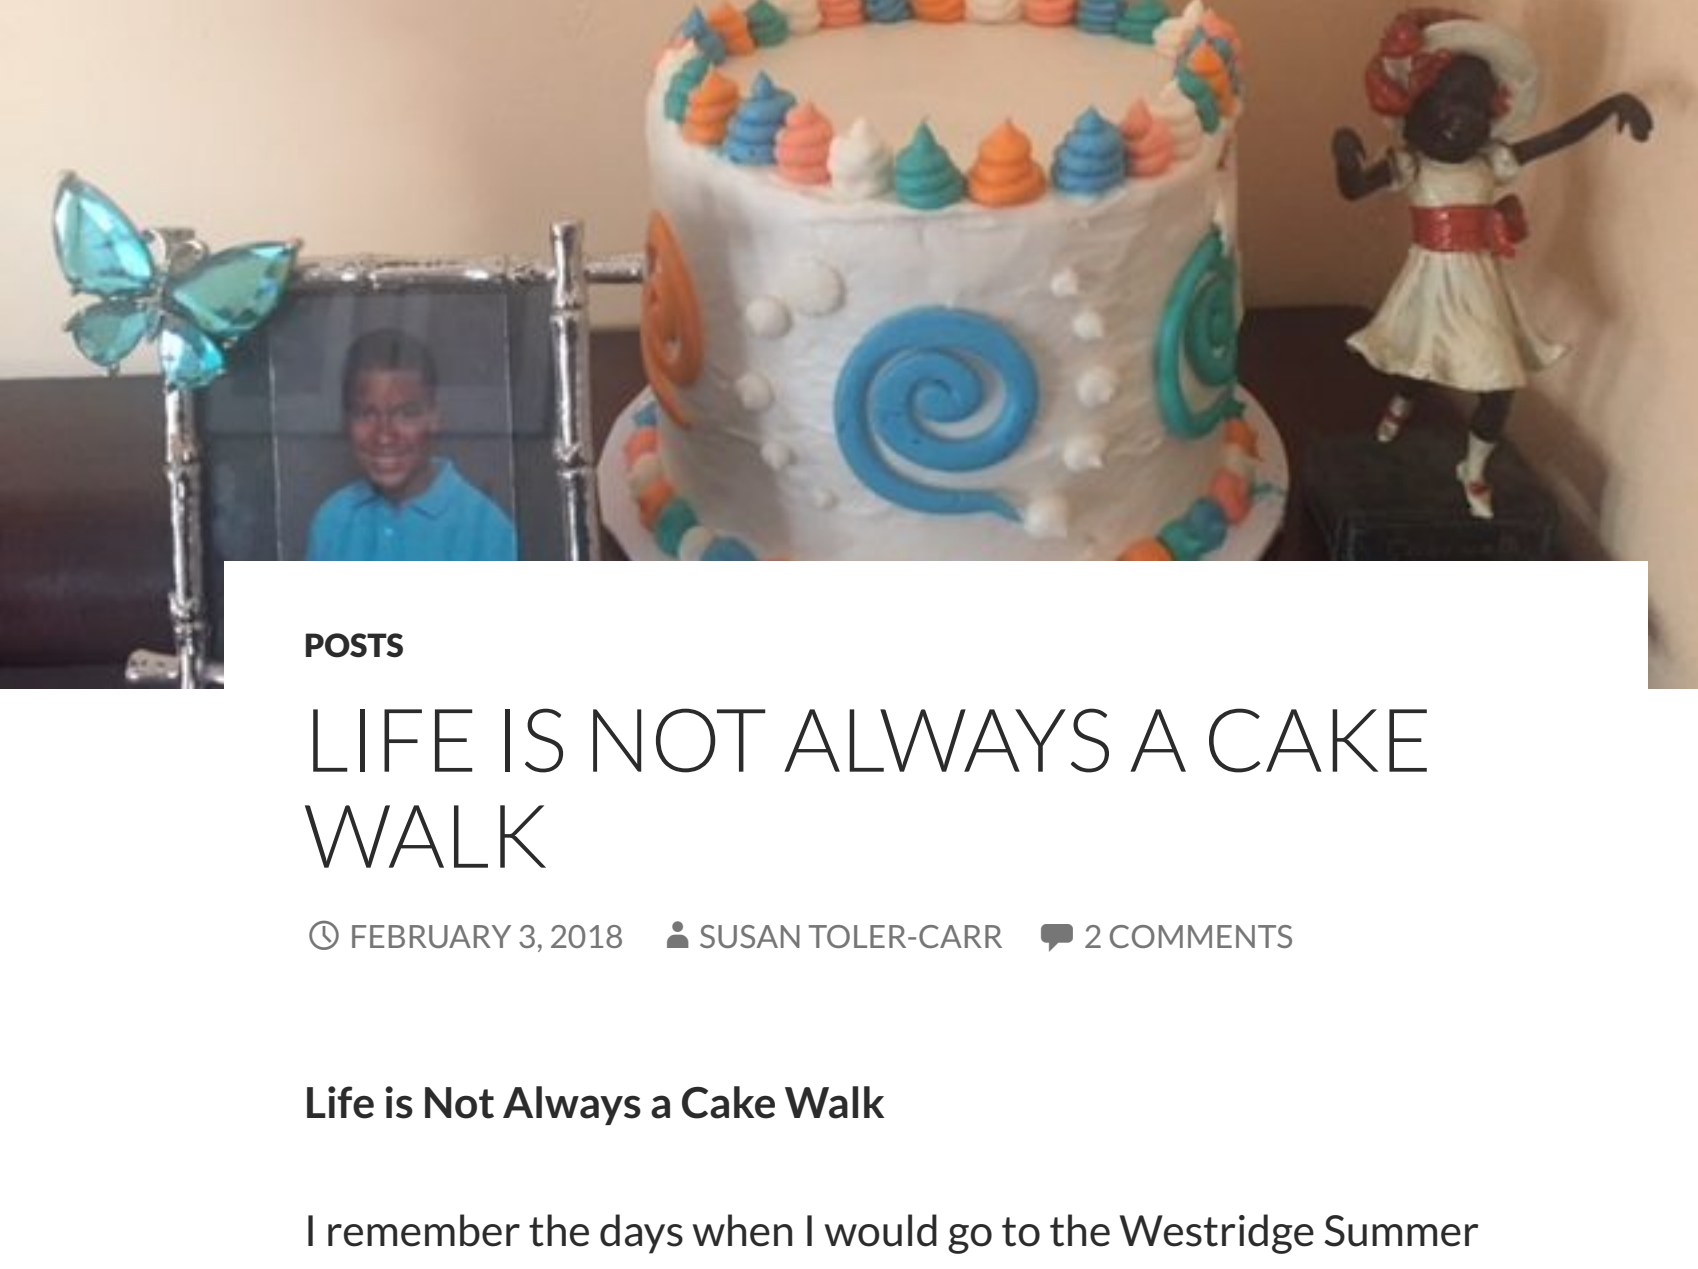 POSTS
LIFE IS NOT ALWAYS A CAKE
WALK
FEBRUARY 3, 2018 SUSAN TOLER-CARR 2 COMMENTS
Life is Not Always a Cake Walk
I remember the days when I would go to the Westridge Summer